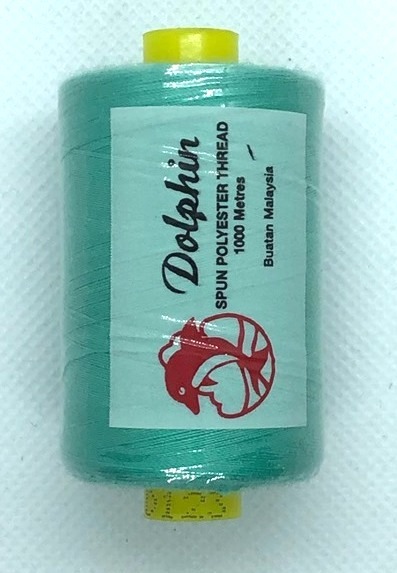 Dolphin
SPUN POLYESTER THREAD
1000 Metres
Buatan Malaysia